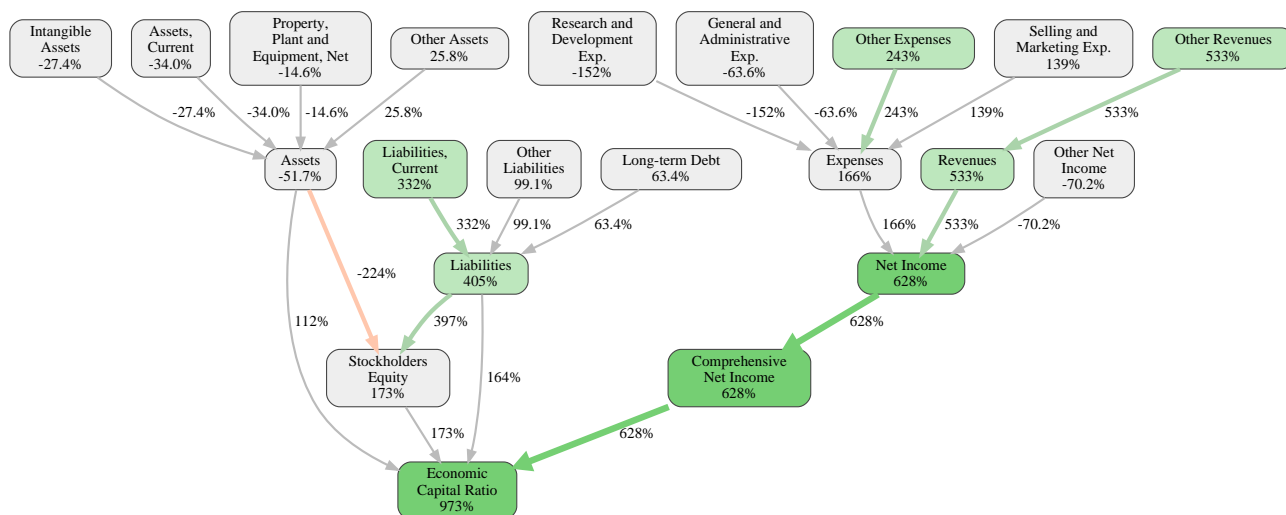 Intangible
Assets
-27.4%
Assets,
Current
-34.0%
Property,
Plant and
Equipment, Net
-14.6%
Other Assets
25.8%
Research and
Development
Exp.
-152%
General and
Administrative
Exp.
-63.6%
Other Expenses
243%
Selling and
Marketing Exp.
139%
Other Revenues
533%
-27.4%
-34.0%
-14.6%
25.8%
-152%
-63.6%
243%
139%
533%
Assets
-51.7%
Liabilities,
Current
332%
Other
Liabilities
99.1%
Long-term Debt
63.4%
Expenses
166%
Revenues
533%
Other Net
Income
-70.2%
332%
99.1%
63.4%
166%
533%
-70.2%
-224%
Liabilities
405%
Net Income
628%
112%
397%
628%
Stockholders
Equity
173%
164%
Comprehensive
Net Income
628%
173%
628%
Economic
Capital Ratio
973%